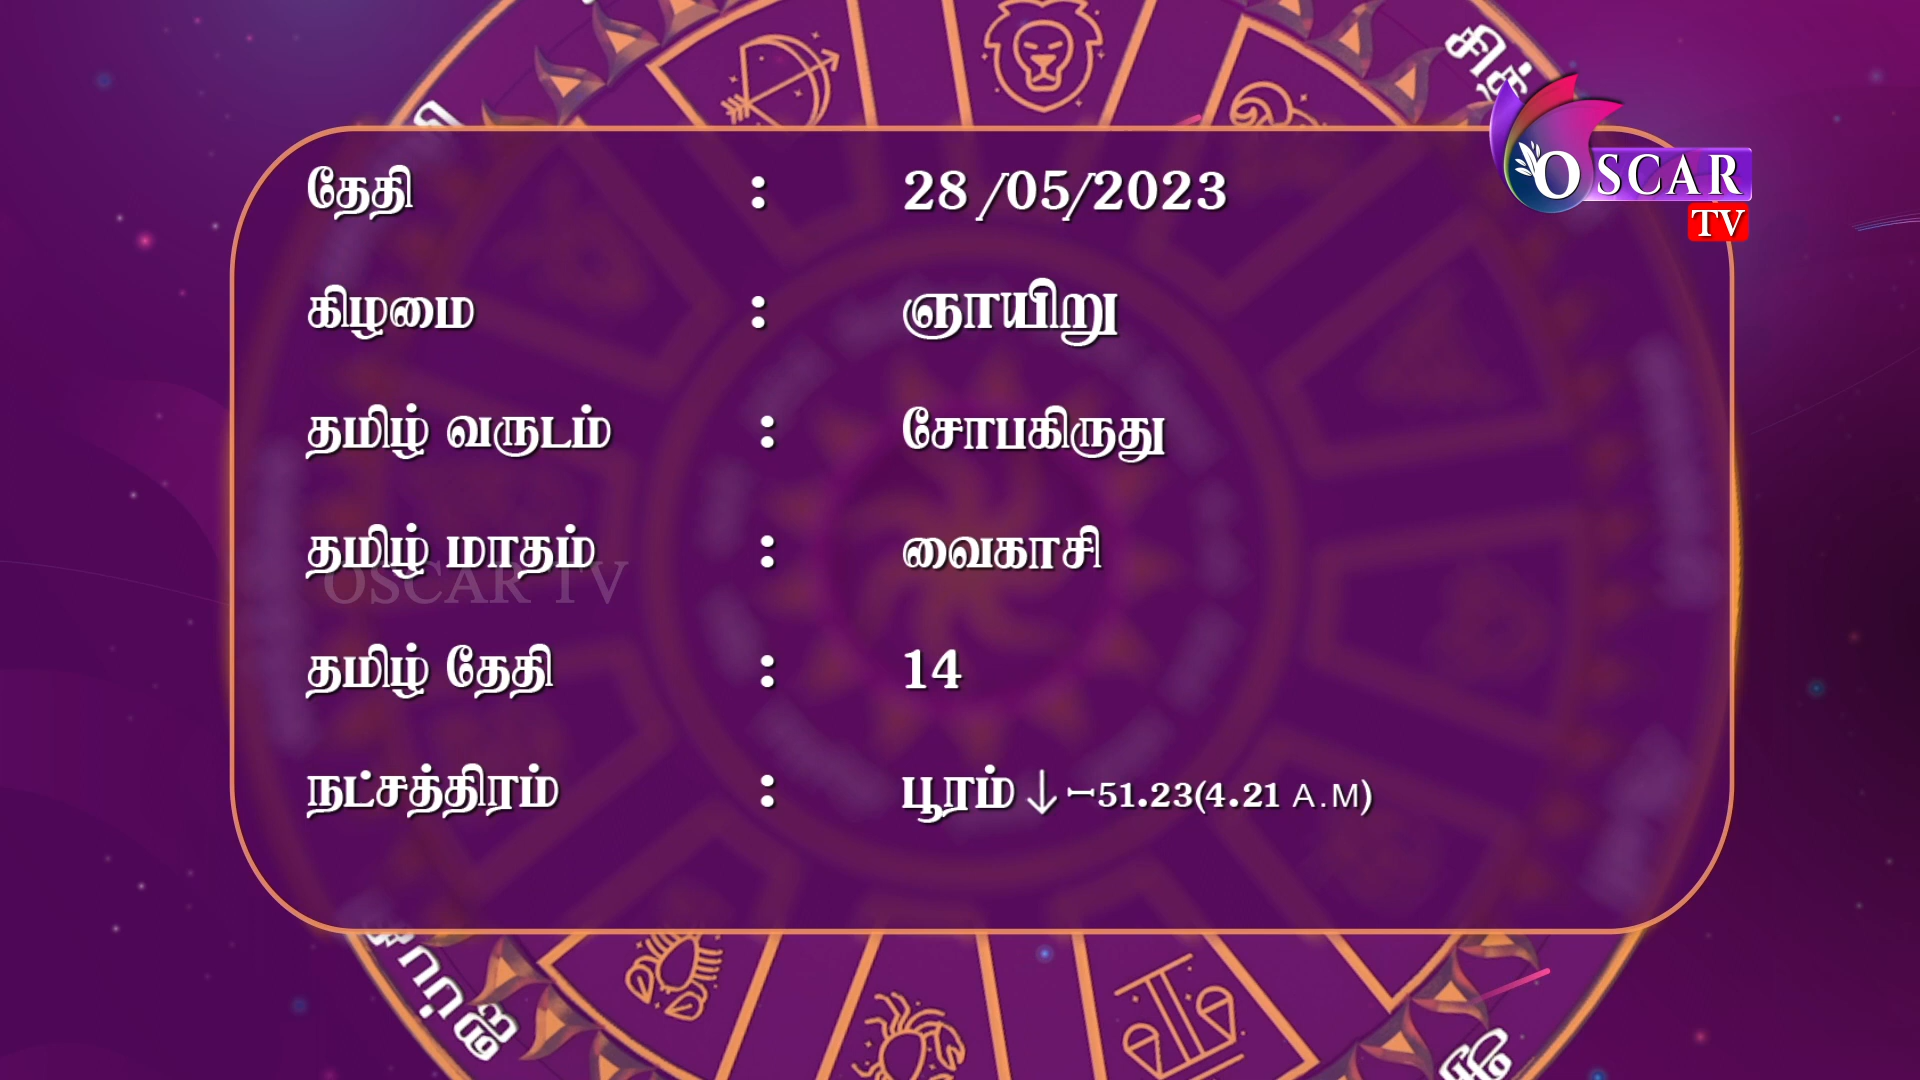 சித்
OSCAR
TV
தேதி : 28 /05/2023
கிழமை : ஞாயிறு
தமிழ் வருடம் : சோபகிருது
தமிழ் மாதம் : வைகாசி
OSCAR TV
தமிழ் தேதி : 14
நட்சத்திரம் : பூரம் ↓ –51.23(4.21 A.M)
ஐப்ப